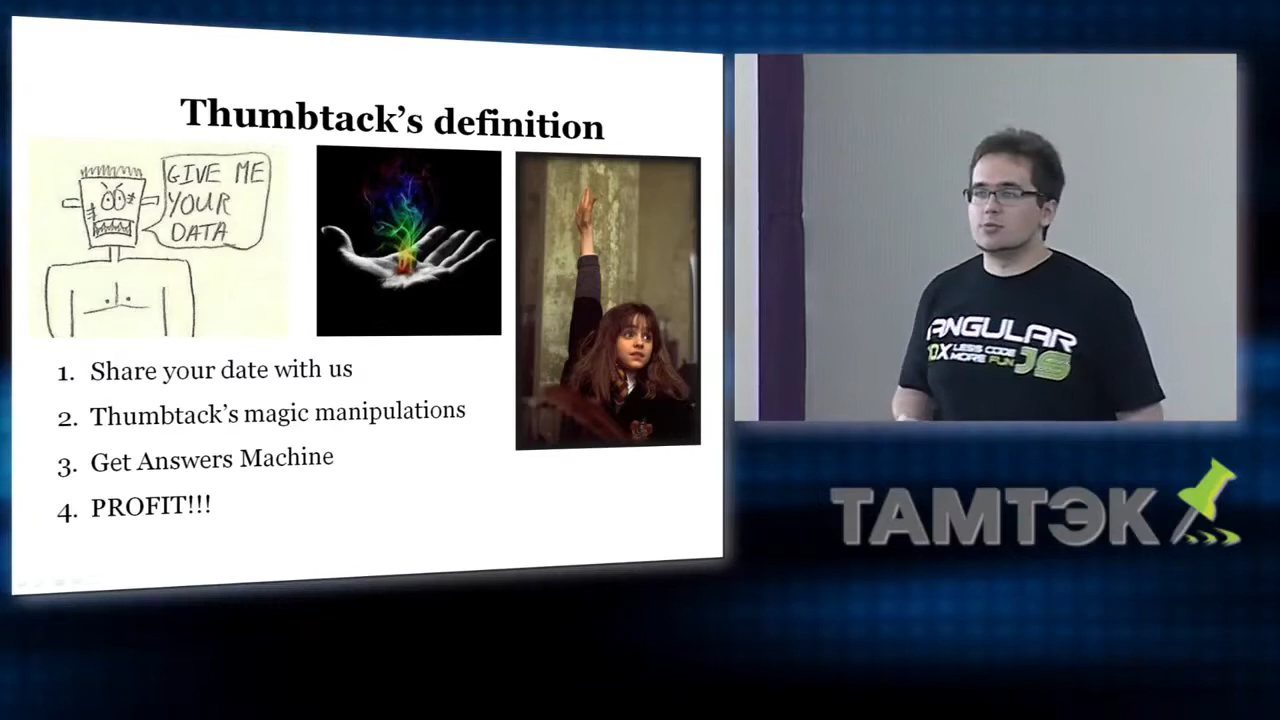 Thumbtack's definition
GIVE ME
YOUR
DATA
1. Share your date with us
2. Thumbtack's magic manipulations
3. Get Answers Machine
4. PROFIT!!!
ANGULAR
10X LESS CODE
MORE FUN
JS
ТАМТЭК